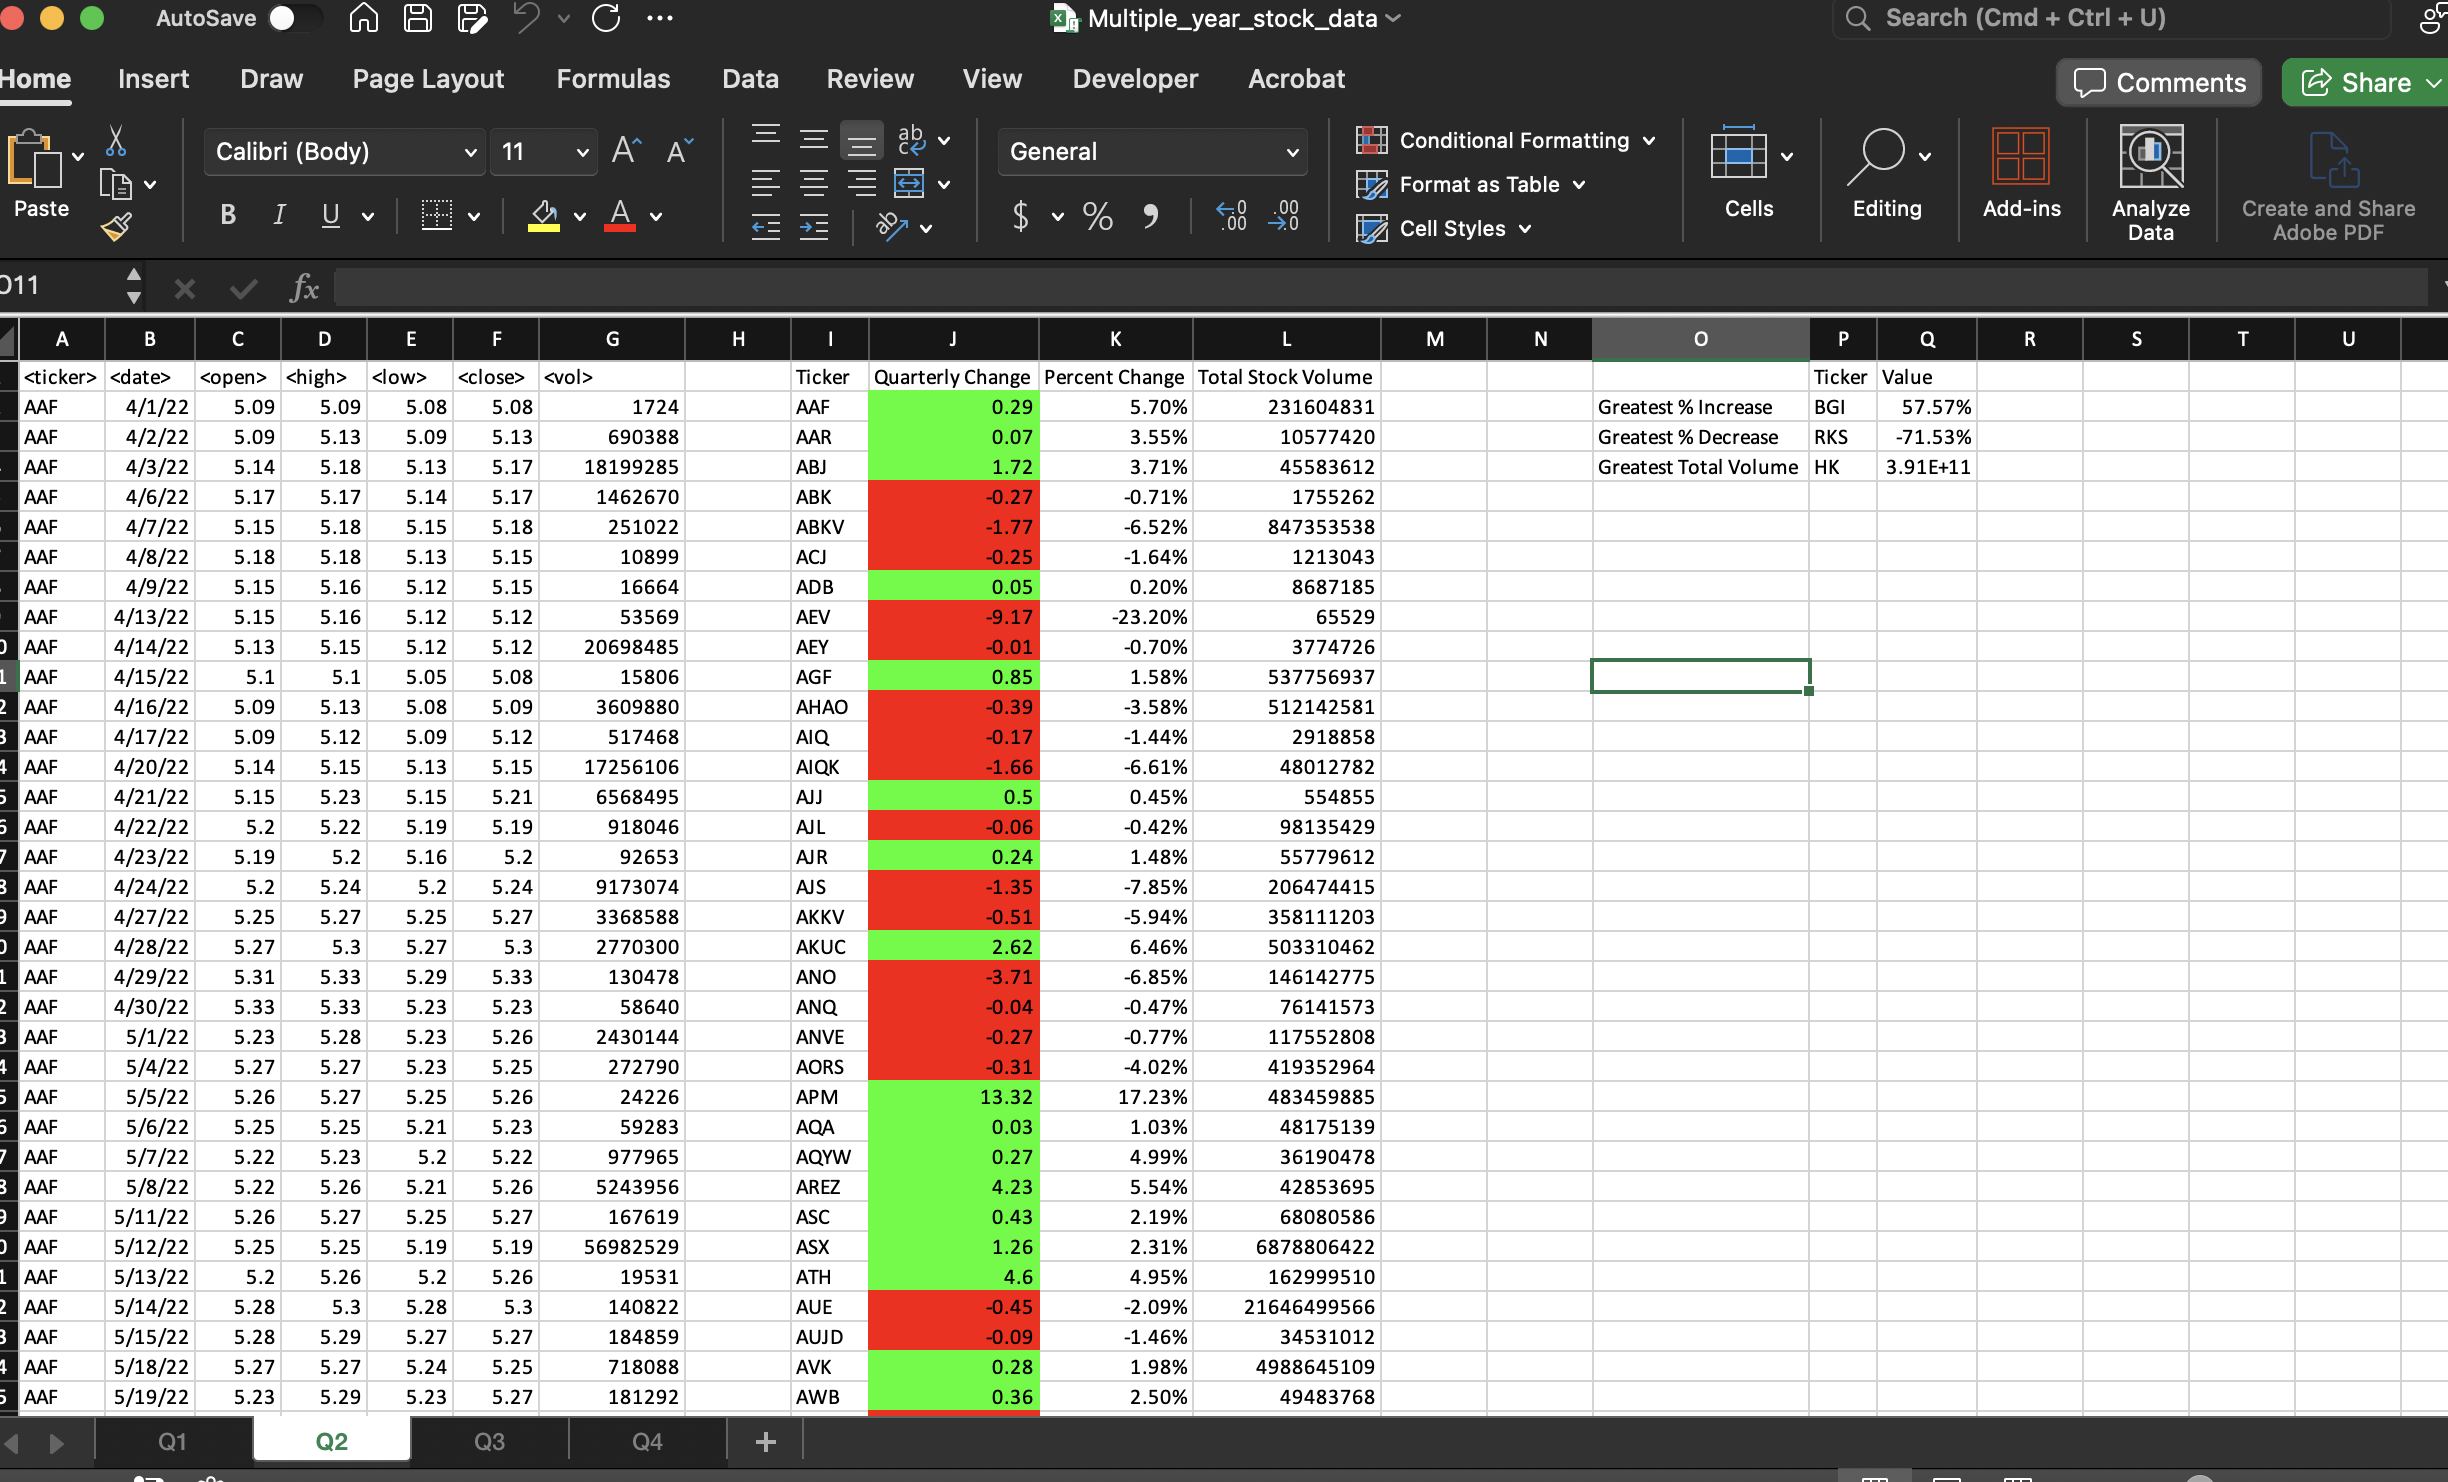 AutoSave Multiple_year_stock_data Search (Cmd + Ctrl + U)
Home Insert Draw Page Layout Formulas Data Review View Developer Acrobat Comments Share
Paste Calibri (Body) 11 A A ab c General Conditional Formatting Cells Editing Add-ins Analyze Data Create and Share Adobe PDF
Format as Table
B I U A ab $ % .00 .00 Cell Styles
O11 fx
A B C D E F G H I J K L M N O P Q R S T U
<ticker> <date> <open> <high> <low> <close> <vol> Ticker Quarterly Change Percent Change Total Stock Volume Ticker Value
AAF 4/1/22 5.09 5.09 5.08 5.08 1724 AAF 0.29 5.70% 231604831 Greatest % Increase BGI 57.57%
AAF 4/2/22 5.09 5.13 5.09 5.13 690388 AAR 0.07 3.55% 10577420 Greatest % Decrease RKS -71.53%
AAF 4/3/22 5.14 5.18 5.13 5.17 18199285 ABJ 1.72 3.71% 45583612 Greatest Total Volume HK 3.91E+11
AAF 4/6/22 5.17 5.17 5.14 5.17 1462670 ABK -0.27 -0.71% 1755262
AAF 4/7/22 5.15 5.18 5.15 5.18 251022 ABKV -1.77 -6.52% 847353538
AAF 4/8/22 5.18 5.18 5.13 5.15 10899 ACJ -0.25 -1.64% 1213043
AAF 4/9/22 5.15 5.16 5.12 5.15 16664 ADB 0.05 0.20% 8687185
AAF 4/13/22 5.15 5.16 5.12 5.12 53569 AEV -9.17 -23.20% 65529
AAF 4/14/22 5.13 5.15 5.12 5.12 20698485 AEY -0.01 -0.70% 3774726
AAF 4/15/22 5.1 5.1 5.05 5.08 15806 AGF 0.85 1.58% 537756937
AAF 4/16/22 5.09 5.13 5.08 5.09 3609880 AHAO -0.39 -3.58% 512142581
AAF 4/17/22 5.09 5.12 5.09 5.12 517468 AIQ -0.17 -1.44% 2918858
AAF 4/20/22 5.14 5.15 5.13 5.15 17256106 AIQK -1.66 -6.61% 48012782
AAF 4/21/22 5.15 5.23 5.15 5.21 6568495 AJJ 0.5 0.45% 554855
AAF 4/22/22 5.2 5.22 5.19 5.19 918046 AJL -0.06 -0.42% 98135429
AAF 4/23/22 5.19 5.2 5.16 5.2 92653 AJR 0.24 1.48% 55779612
AAF 4/24/22 5.2 5.24 5.2 5.24 9173074 AJS -1.35 -7.85% 206474415
AAF 4/27/22 5.25 5.27 5.25 5.27 3368588 AKKV -0.51 -5.94% 358111203
AAF 4/28/22 5.27 5.3 5.27 5.3 2770300 AKUC 2.62 6.46% 503310462
AAF 4/29/22 5.31 5.33 5.29 5.33 130478 ANO -3.71 -6.85% 146142775
AAF 4/30/22 5.33 5.33 5.23 5.23 58640 ANQ -0.04 -0.47% 76141573
AAF 5/1/22 5.23 5.28 5.23 5.26 2430144 ANVE -0.27 -0.77% 117552808
AAF 5/4/22 5.27 5.27 5.23 5.25 272790 AORS -0.31 -4.02% 419352964
AAF 5/5/22 5.26 5.27 5.25 5.26 24226 APM 13.32 17.23% 483459885
AAF 5/6/22 5.25 5.25 5.21 5.23 59283 AQA 0.03 1.03% 48175139
AAF 5/7/22 5.22 5.23 5.2 5.22 977965 AQYW 0.27 4.99% 36190478
AAF 5/8/22 5.22 5.26 5.21 5.26 5243956 AREZ 4.23 5.54% 42853695
AAF 5/11/22 5.26 5.27 5.25 5.27 167619 ASC 0.43 2.19% 68080586
AAF 5/12/22 5.25 5.25 5.19 5.19 56982529 ASX 1.26 2.31% 6878806422
AAF 5/13/22 5.2 5.26 5.2 5.26 19531 ATH 4.6 4.95% 162999510
AAF 5/14/22 5.28 5.3 5.28 5.3 140822 AUE -0.45 -2.09% 21646499566
AAF 5/15/22 5.28 5.29 5.27 5.27 184859 AUJD -0.09 -1.46% 34531012
AAF 5/18/22 5.27 5.27 5.24 5.25 718088 AVK 0.28 1.98% 4988645109
AAF 5/19/22 5.23 5.29 5.23 5.27 181292 AWB 0.36 2.50% 49483768
Q1 Q2 Q3 Q4 +